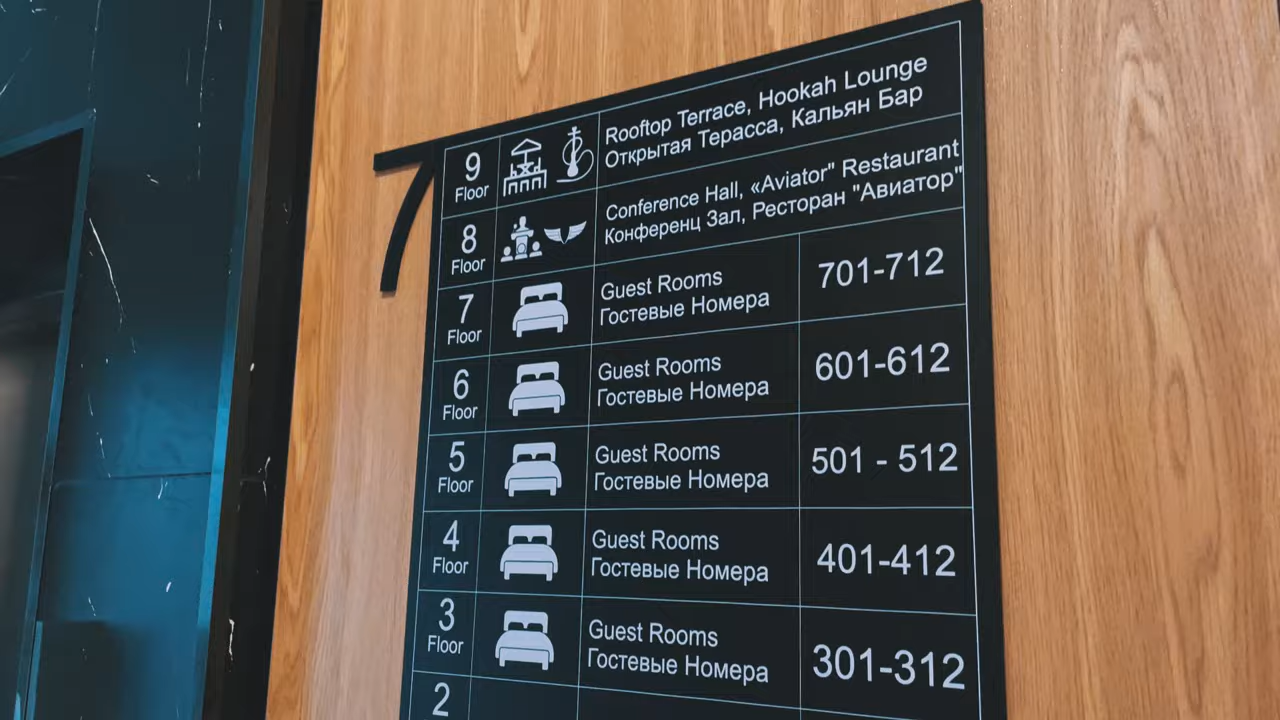 7
9
Floor
Rooftop Terrace, Hookah Lounge
Открытая Терасса, Кальян Бар
8
Floor
Conference Hall, «Aviator" Restaurant
Конференц Зал, Ресторан "Авиатор"
7
Floor
Guest Rooms
Гостевые Номера
701-712
6
Floor
Guest Rooms
Гостевые Номера
601-612
5
Floor
Guest Rooms
Гостевые Номера
501 - 512
4
Floor
Guest Rooms
Гостевые Номера
401-412
3
Floor
Guest Rooms
Гостевые Номера
301-312
2